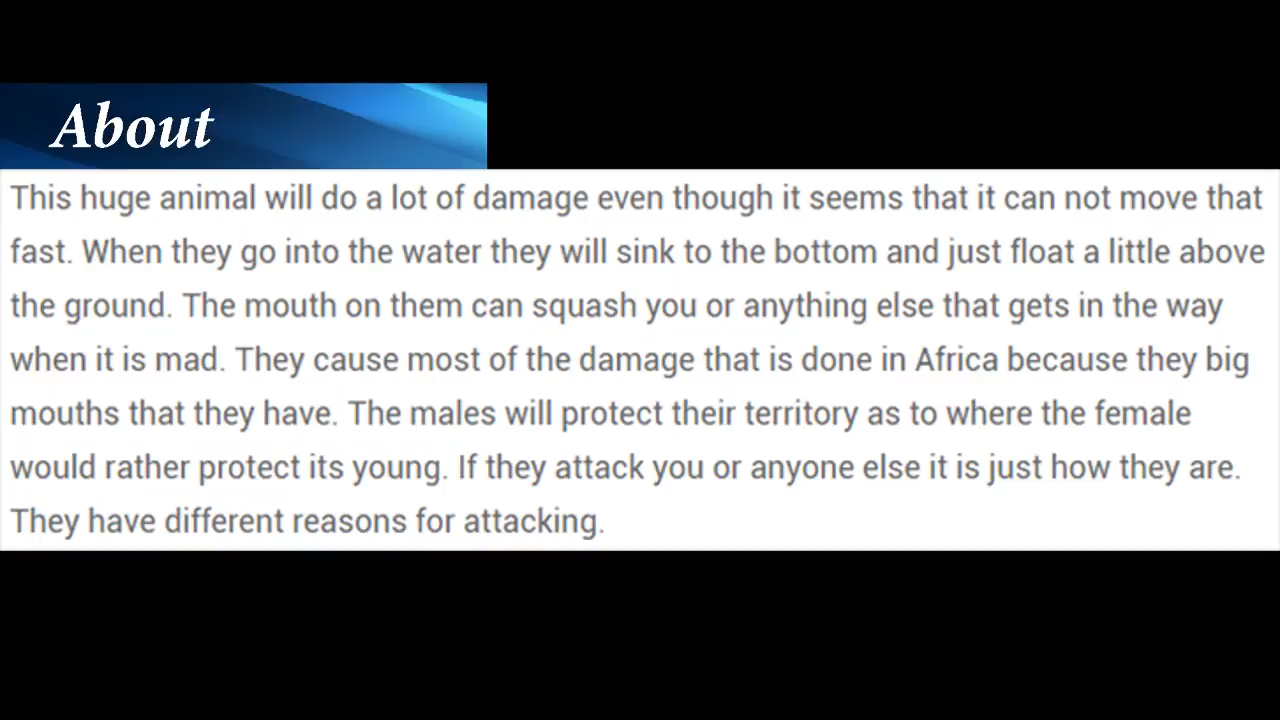 About
This huge animal will do a lot of damage even though it seems that it can not move that
fast. When they go into the water they will sink to the bottom and just float a little above
the ground. The mouth on them can squash you or anything else that gets in the way
when it is mad. They cause most of the damage that is done in Africa because they big
mouths that they have. The males will protect their territory as to where the female
would rather protect its young. If they attack you or anyone else it is just how they are.
They have different reasons for attacking.